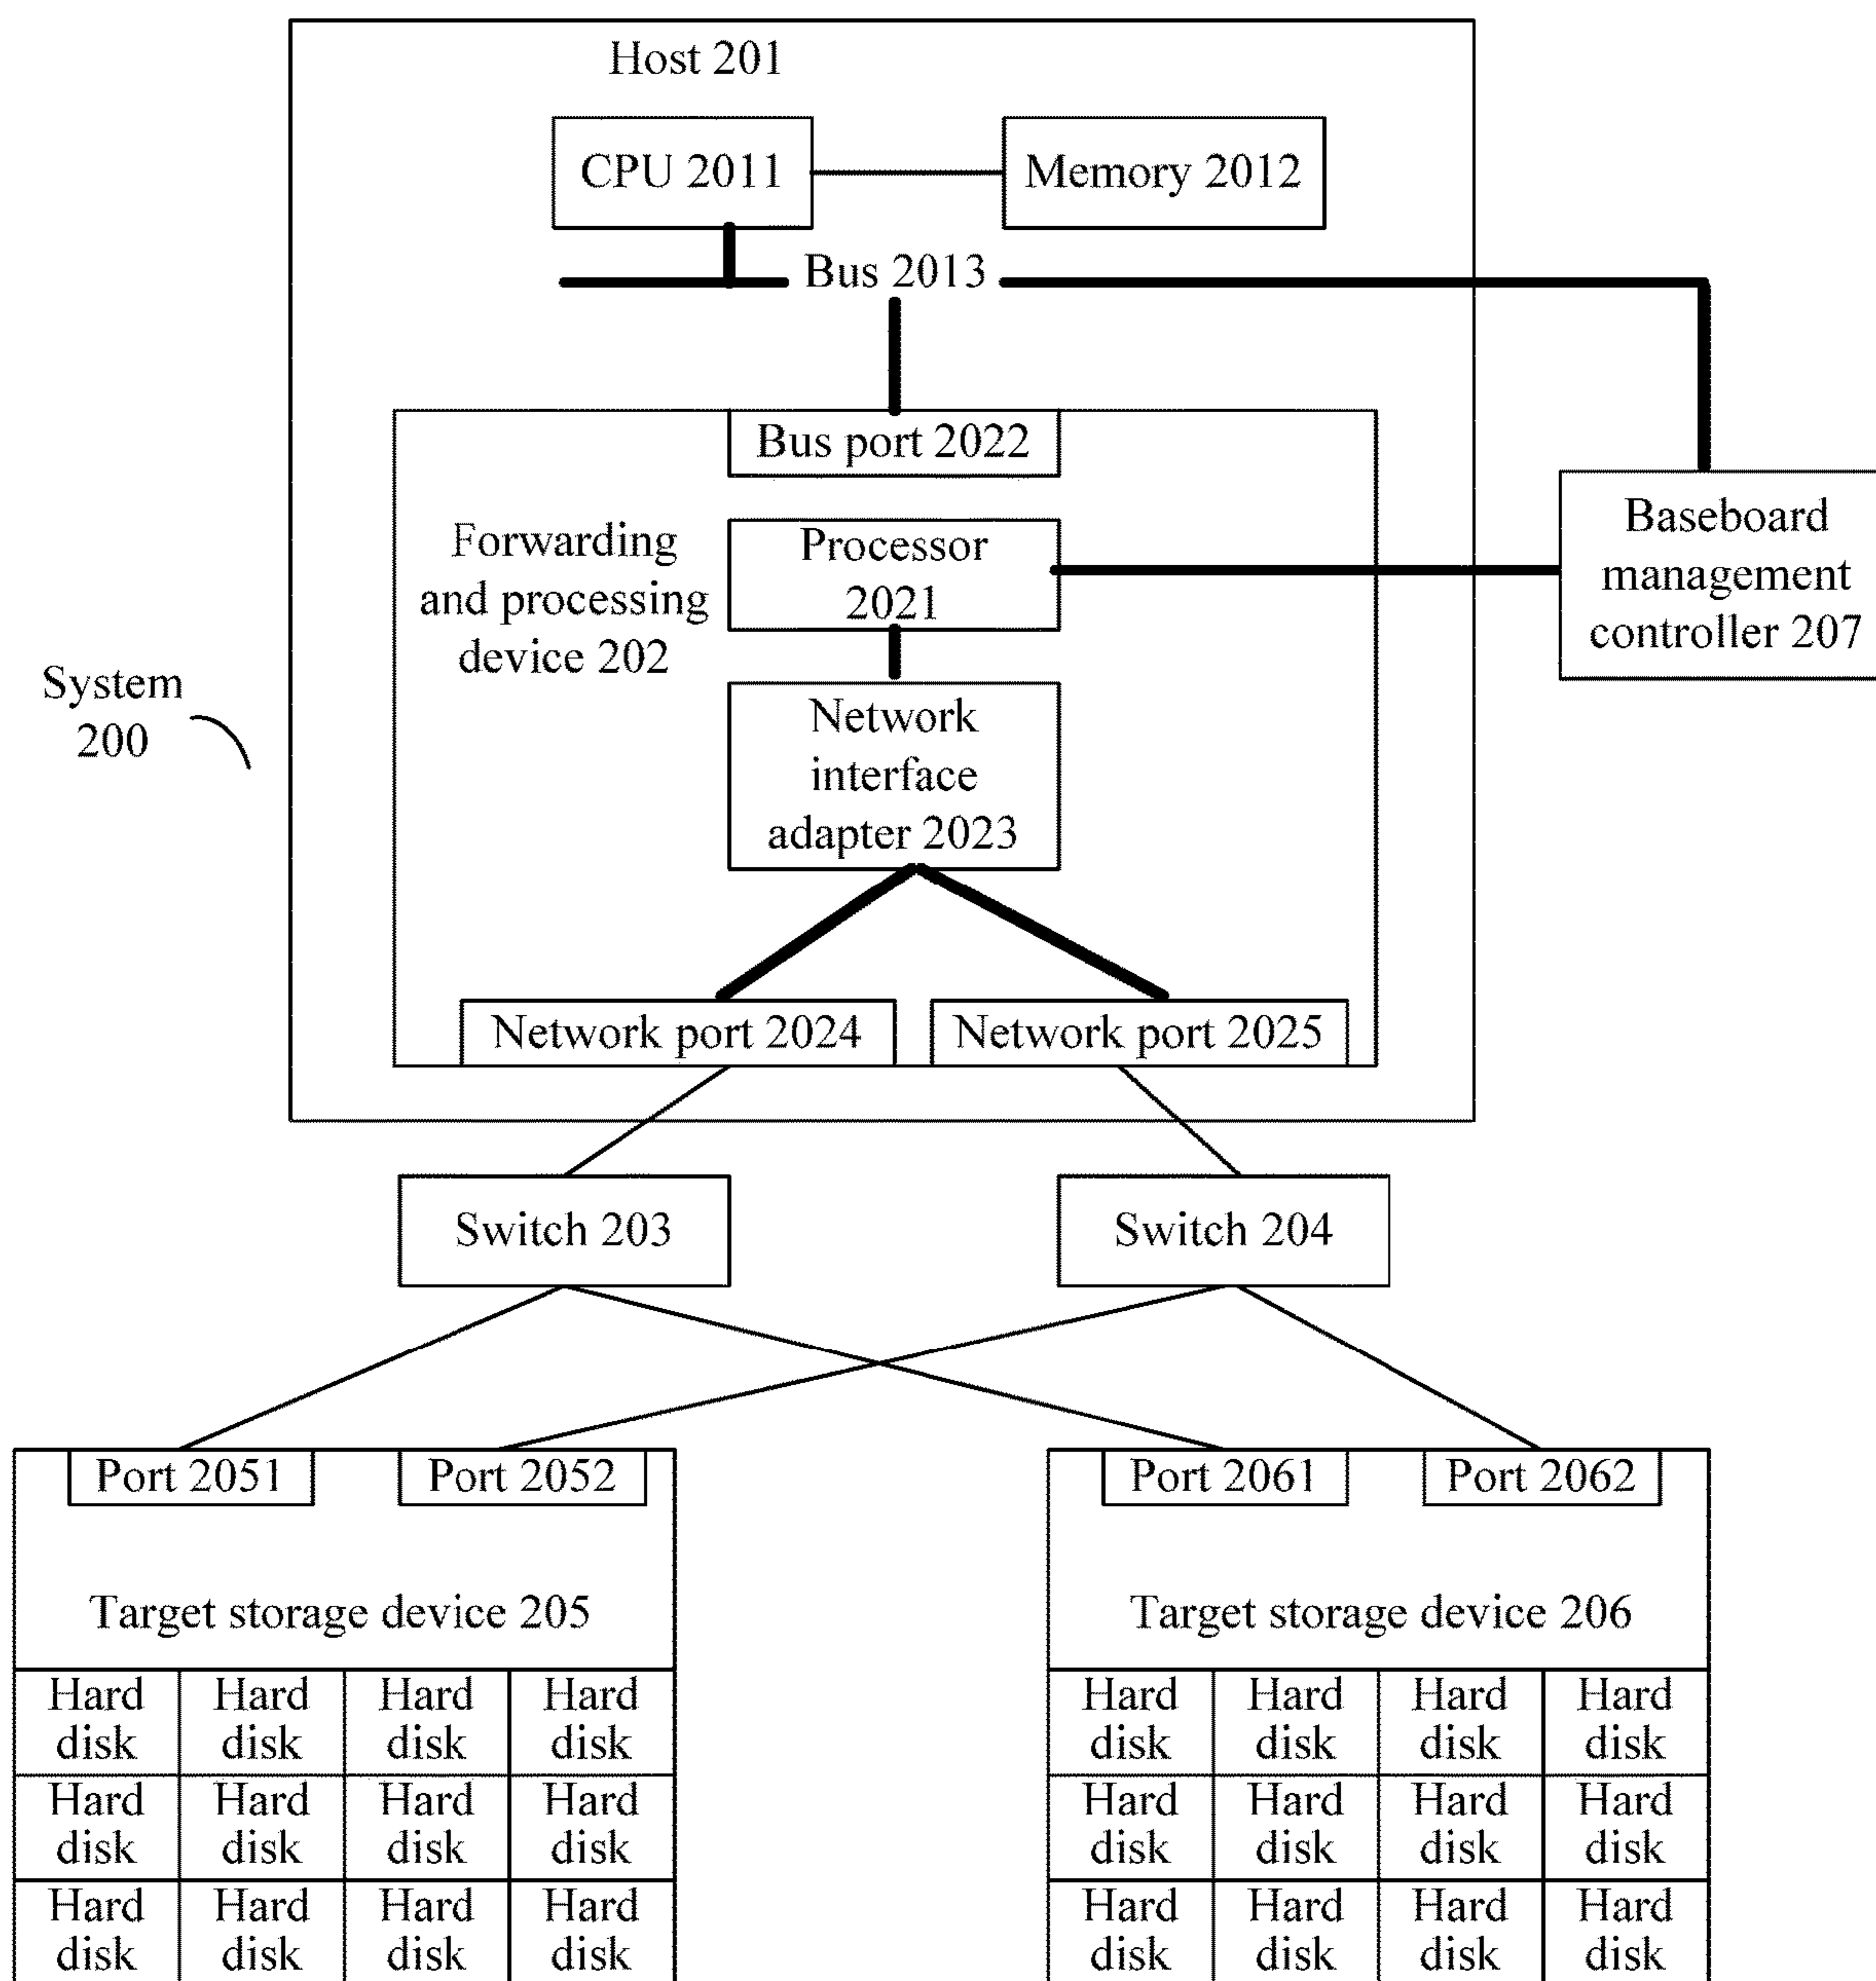 Host 201
CPU 2011
Memory 2012
Bus 2013
Bus port 2022
Forwarding
and processing
device 202
Processor
2021
Baseboard
management
controller 207
System
200
Network
interface
adapter 2023
Network port 2024
Network port 2025
Switch 203
Switch 204
Port 2051
Port 2052
Port 2061
Port 2062
Target storage device 205
Target storage device 206
Hard
disk
Hard
disk
Hard
disk
Hard
disk
Hard
disk
Hard
disk
Hard
disk
Hard
disk
Hard
disk
Hard
disk
Hard
disk
Hard
disk
Hard
disk
Hard
disk
Hard
disk
Hard
disk
Hard
disk
Hard
disk
Hard
disk
Hard
disk
Hard
disk
Hard
disk
Hard
disk
Hard
disk